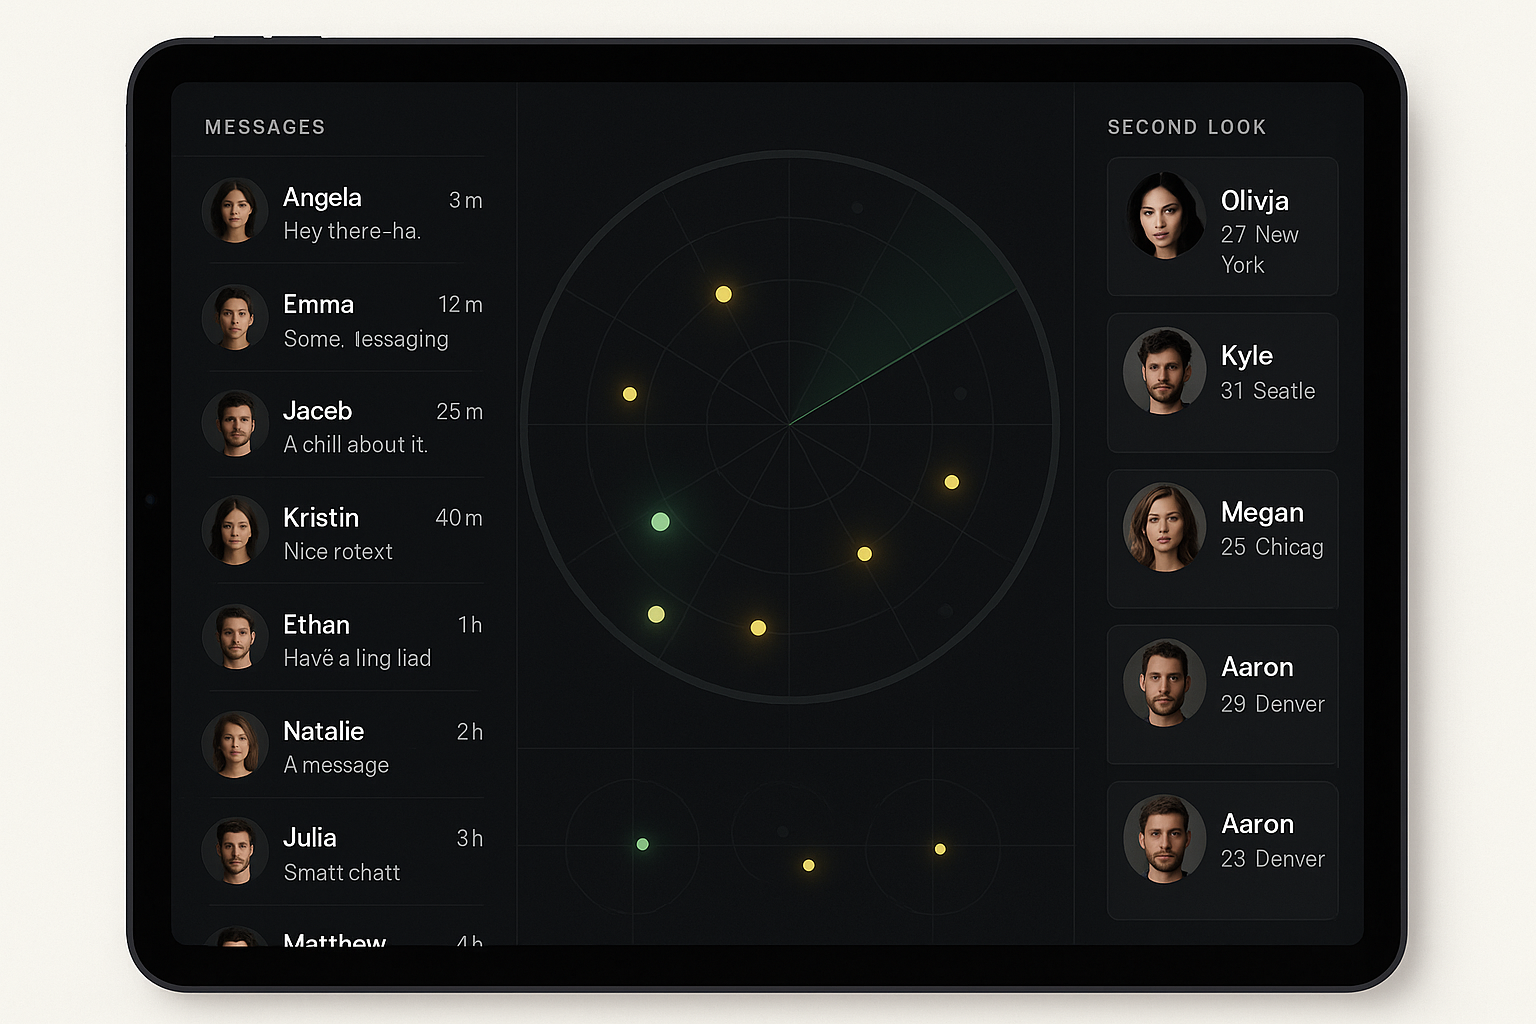 MESSAGES
Angela 3 m
Hey there-ha.
Emma 12 m
Some. lessaging
Jaceb 25 m
A chill about it.
Kristin 40 m
Nice rotext
Ethan 1 h
Havë a ling liad
Natalie 2 h
A message
Julia 3 h
Smatt chatt
Matthew 4h
SECOND LOOK
Olivja
27 New
York
Kyle
31 Seatle
Megan
25 Chicag
Aaron
29 Denver
Aaron
23 Denver